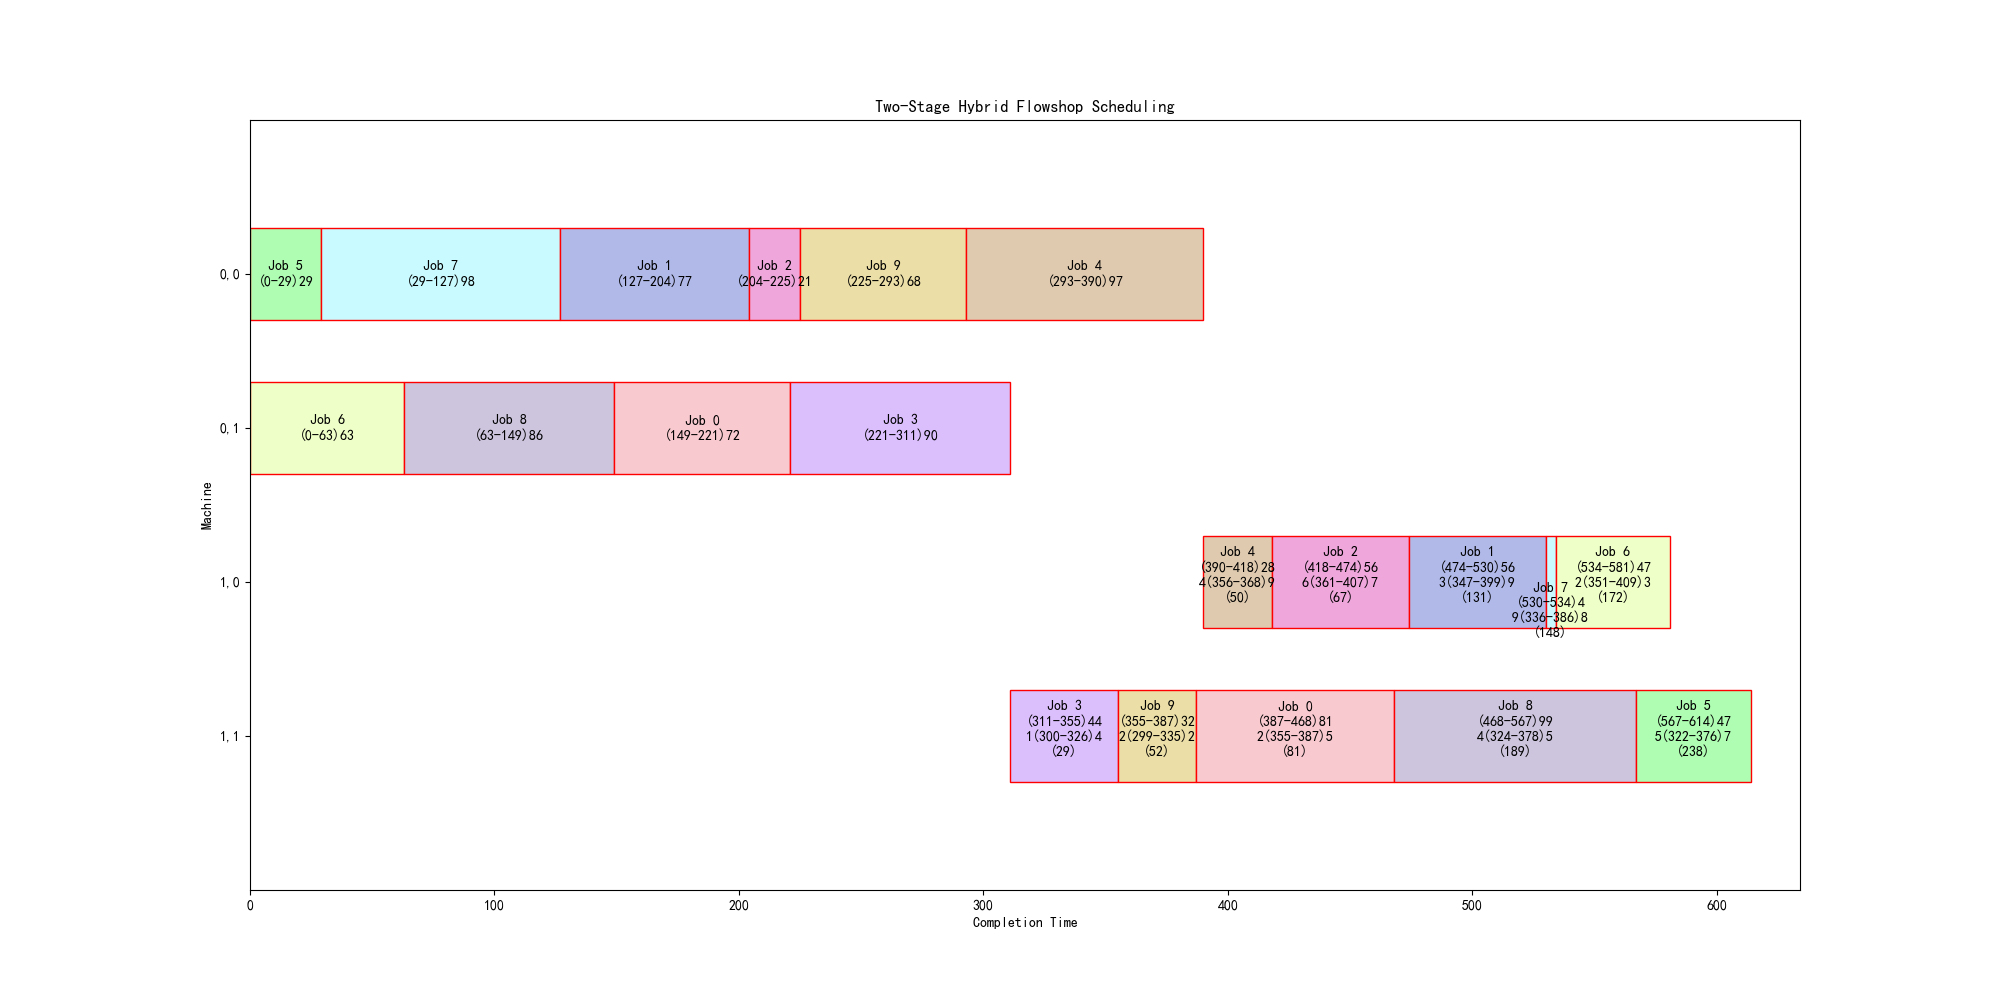 Two-Stage Hybrid Flowshop Scheduling
Machine
0,0
Job 5
(0-29)29
Job 7
(29-127)98
Job 1
(127-204)77
Job 2
(204-225)21
Job 9
(225-293)68
Job 4
(293-390)97
0,1
Job 6
(0-63)63
Job 8
(63-149)86
Job 0
(149-221)72
Job 3
(221-311)90
1,0
Job 4
(390-418)28
4(356-368)9
(50)
Job 2
(418-474)56
6(361-407)7
(67)
Job 1
(474-530)56
3(347-399)9
(131)
Job 7
(530-534)4
9(336-386)8
(148)
Job 6
(534-581)47
2(351-409)3
(172)
1,1
Job 3
(311-355)44
1(300-326)4
(29)
Job 9
(355-387)32
2(299-335)2
(52)
Job 0
(387-468)81
2(355-387)5
(81)
Job 8
(468-567)99
4(324-378)5
(189)
Job 5
(567-614)47
5(322-376)7
(238)
0
100
200
300
400
500
600
Completion Time